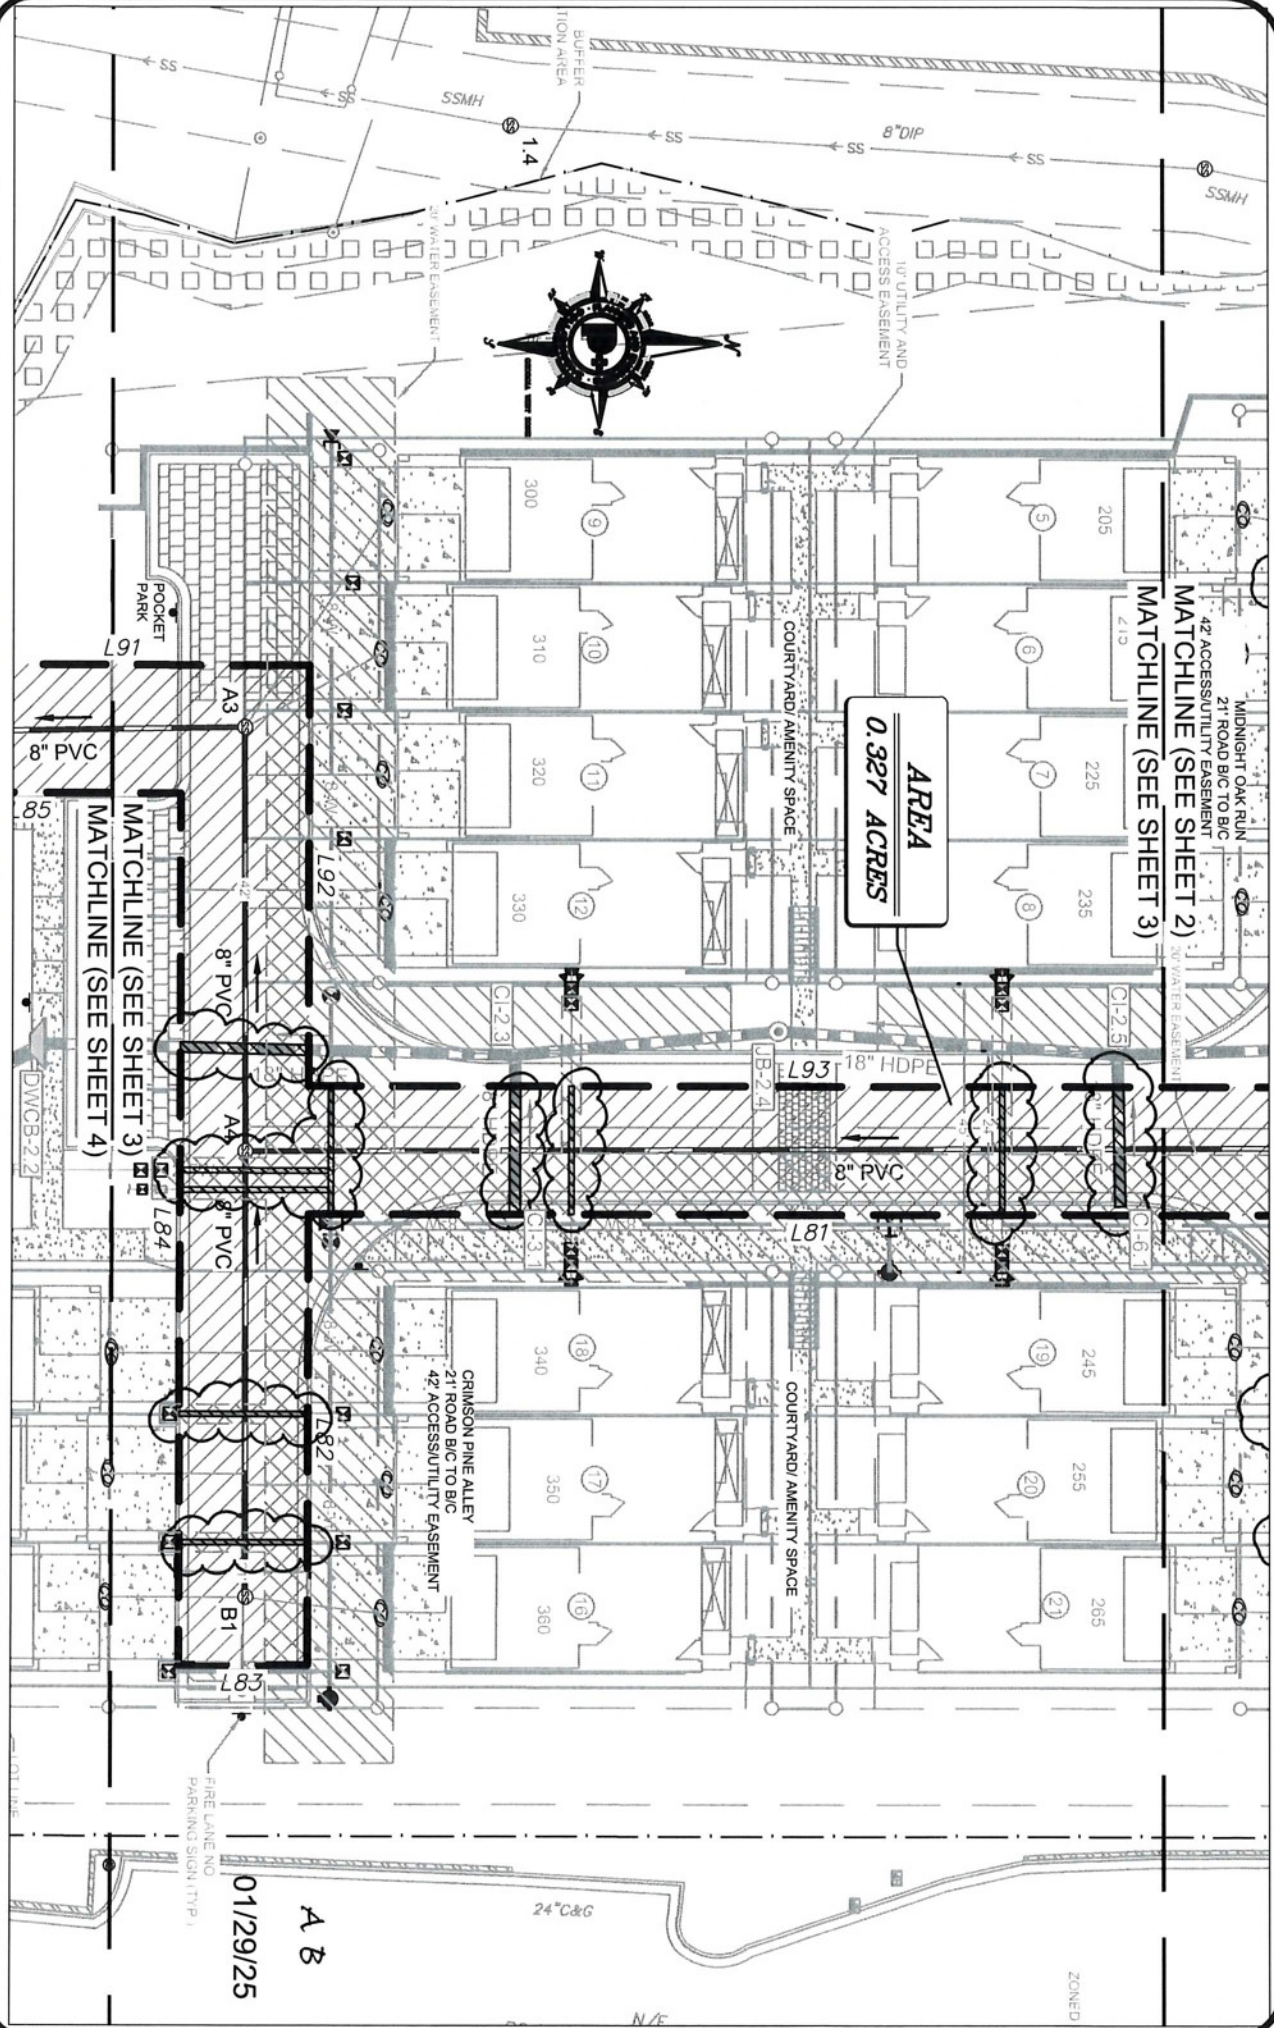 MIDNIGHT OAK RUN
21' ROAD B/C TO B/C
42' ACCESS/UTILITY EASEMENT
MATCHLINE (SEE SHEET 2)
MATCHLINE (SEE SHEET 3)
20' WATER EASEMENT
SSMH
SS
SS
8"DIP
SS
SSMH
1.4
SS
SS
BUFFER
TION AREA
10' UTILITY AND
ACCESS EASEMENT
20' WATER EASEMENT
N
205
5
6
225
7
235
8
300
9
310
10
320
11
330
12
COURTYARD/ AMENITY SPACE
AREA
0.327 ACRES
CI-2.5
CI-2.3
JB-2.4
L93
18" HDPE
8" PVC
L81
CI-6.1
CI-3.1
245
19
255
20
265
21
340
18
350
17
360
16
COURTYARD/ AMENITY SPACE
CRIMSON PINE ALLEY
21' ROAD B/C TO B/C
42' ACCESS/UTILITY EASEMENT
POCKET
PARK
L91
A3
8" PVC
L85
L92
42'
8" PVC
18" HDPE
A4
8" PVC
L84
L82
B1
L83
MATCHLINE (SEE SHEET 3)
MATCHLINE (SEE SHEET 4)
DWCB-2.2
FIRE LANE NO
PARKING SIGN (TYP.)
LOT LINE
24"C&G
ZONED
N/F
A B
01/29/25